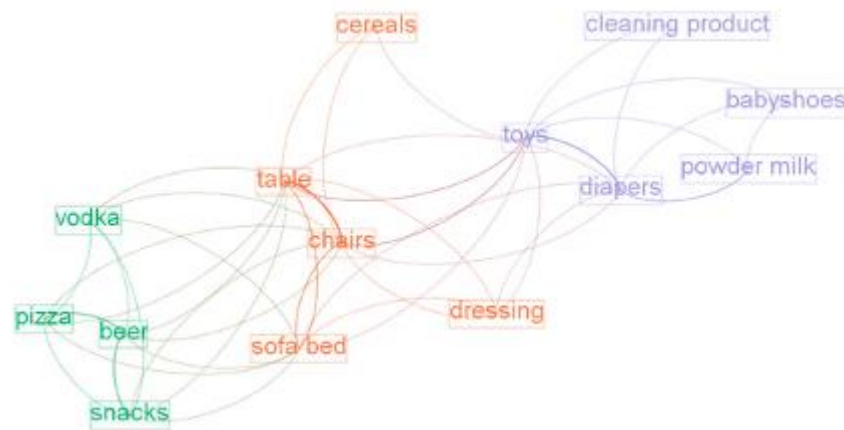 cereals
cleaning product
babyshoes
toys
powder milk
table
diapers
vodka
chairs
dressing
pizza
beer
sofa bed
snacks